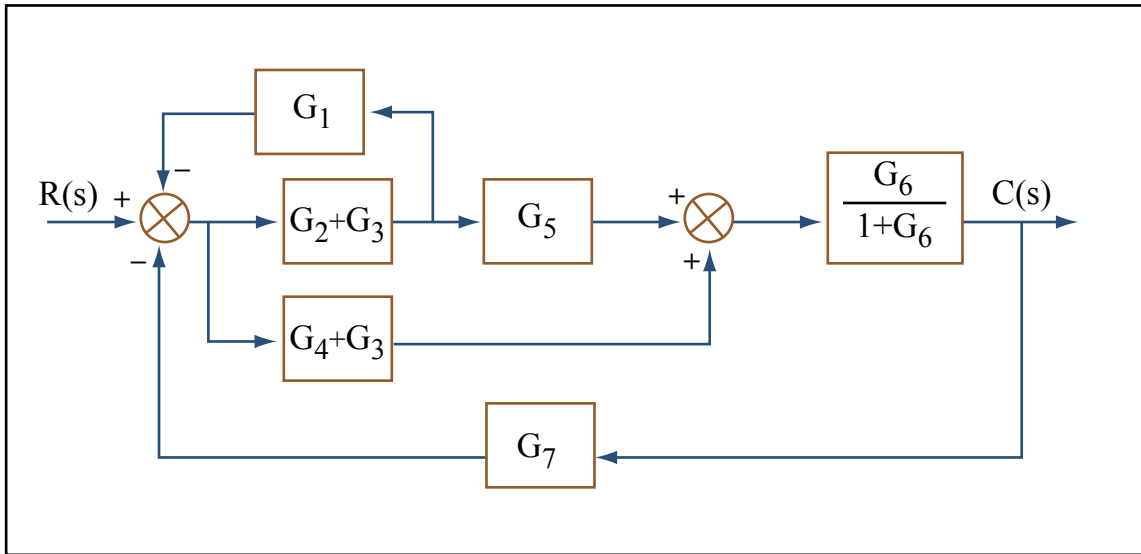 G1
−
R(s) + G2+G3 G5 + G6/1+G6 C(s)
−
+
G4+G3
G7